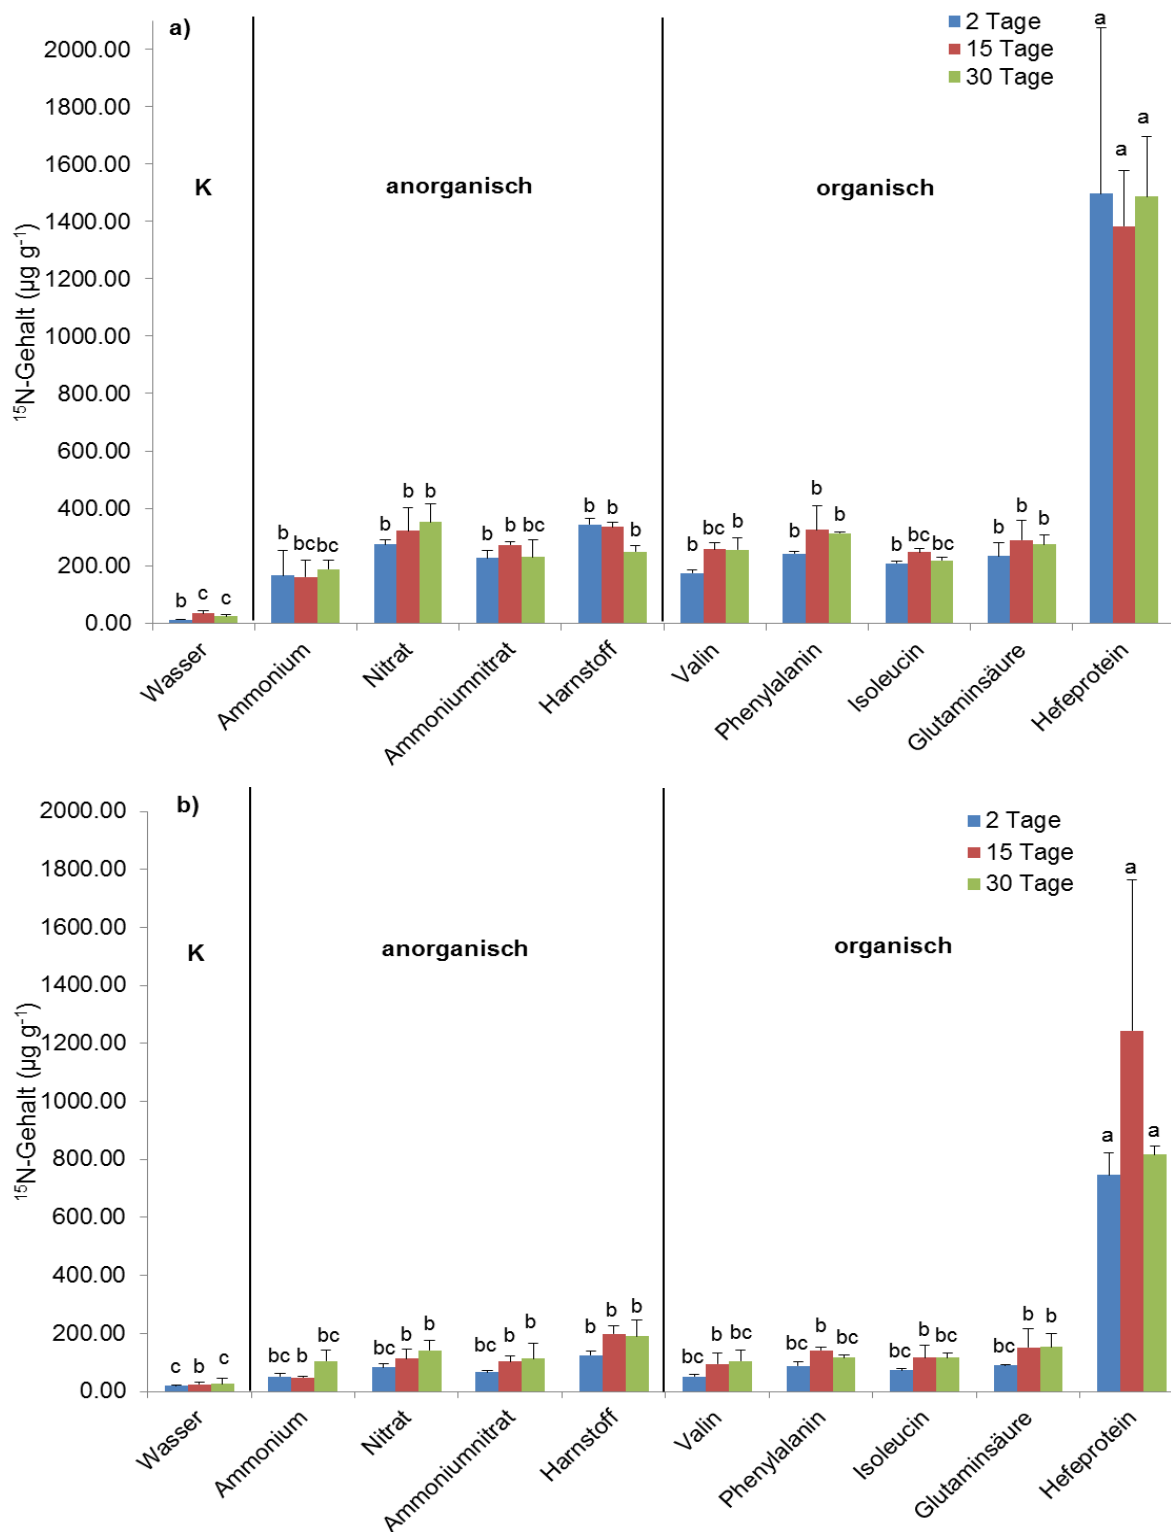 a)
2 Tage
15 Tage
30 Tage
K
anorganisch
organisch
¹⁵N-Gehalt (µg g⁻¹)
2000.00
1800.00
1600.00
1400.00
1200.00
1000.00
800.00
600.00
400.00
200.00
0.00
b c c
b bc bc
b b b
b b bc
b b b
b bc b
b b b
b bc bc
b b b
a a a
Wasser
Ammonium
Nitrat
Ammoniumnitrat
Harnstoff
Valin
Phenylalanin
Isoleucin
Glutaminsäure
Hefeprotein
b)
2 Tage
15 Tage
30 Tage
K
anorganisch
organisch
¹⁵N-Gehalt (µg g⁻¹)
2000.00
1800.00
1600.00
1400.00
1200.00
1000.00
800.00
600.00
400.00
200.00
0.00
c b c
bc b bc
b b b
bc b b
b b b
bc b bc
bc b bc
bc b bc
bc b b
a a a
Wasser
Ammonium
Nitrat
Ammoniumnitrat
Harnstoff
Valin
Phenylalanin
Isoleucin
Glutaminsäure
Hefeprotein